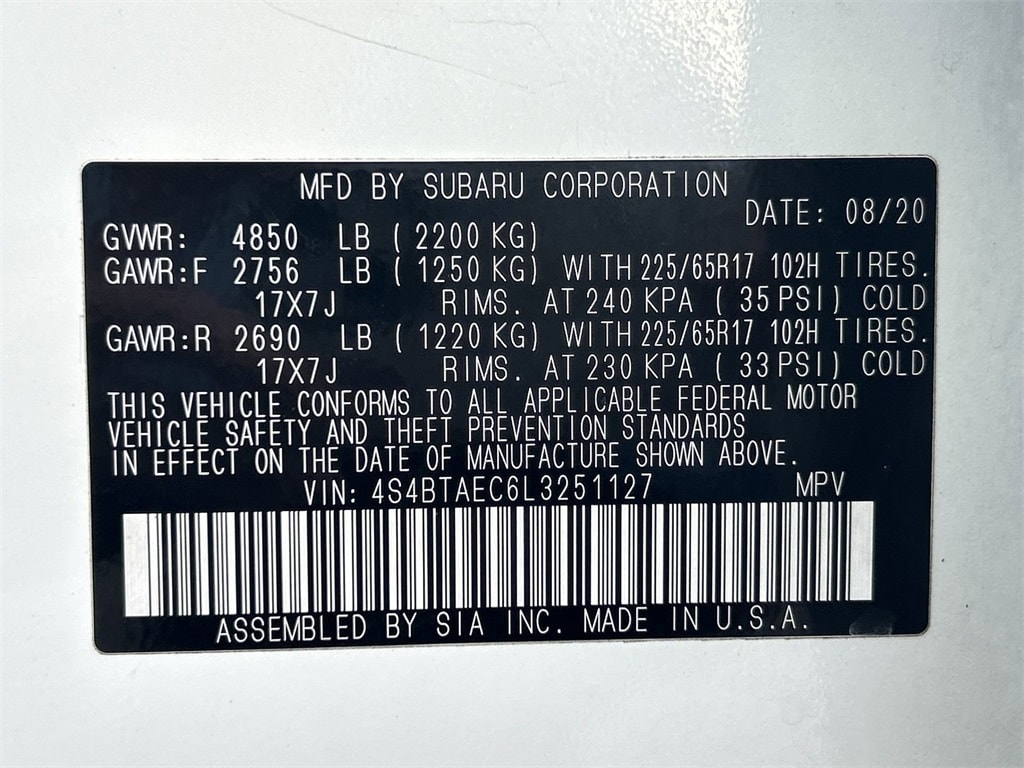 MFD BY SUBARU CORPORATION
DATE: 08/20
GVWR: 4850 LB (2200 KG)
GAWR:F 2756 LB (1250 KG) WITH 225/65R17 102H TIRES.
17X7J RIMS. AT 240 KPA (35 PSI) COLD
GAWR:R 2690 LB (1220 KG) WITH 225/65R17 102H TIRES.
17X7J RIMS. AT 230 KPA (33 PSI) COLD
THIS VEHICLE CONFORMS TO ALL APPLICABLE FEDERAL MOTOR
VEHICLE SAFETY AND THEFT PREVENTION STANDARDS
IN EFFECT ON THE DATE OF MANUFACTURE SHOWN ABOVE.
VIN: 4S4BTAEC6L3251127 MPV
ASSEMBLED BY SIA INC. MADE IN U.S.A.